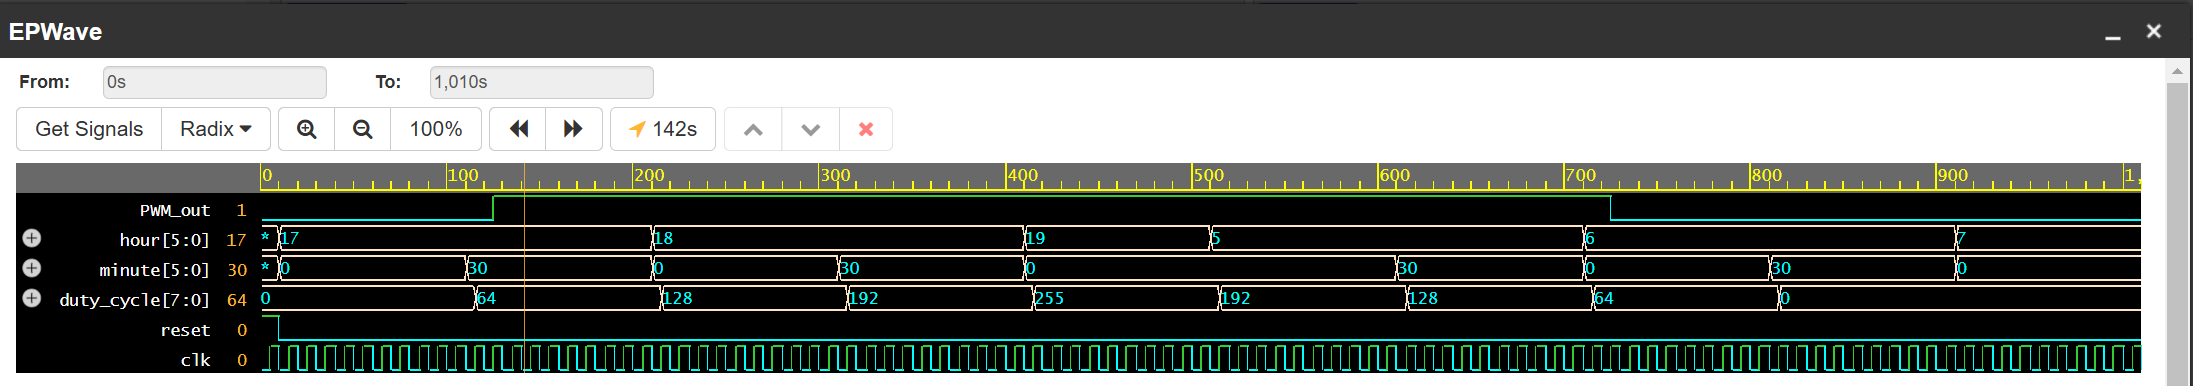 EPWave
From: 0s To: 1,010s
Get Signals Radix 100% 142s
0 100 200 300 400 500 600 700 800 900 1,
PWM_out 1
hour[5:0] 17 * 17 18 19 5 6 7
minute[5:0] 30 * 0 30 0 30 0 30 0 30 0
duty_cycle[7:0] 64 0 64 128 192 255 192 128 64 0
reset 0
clk 0